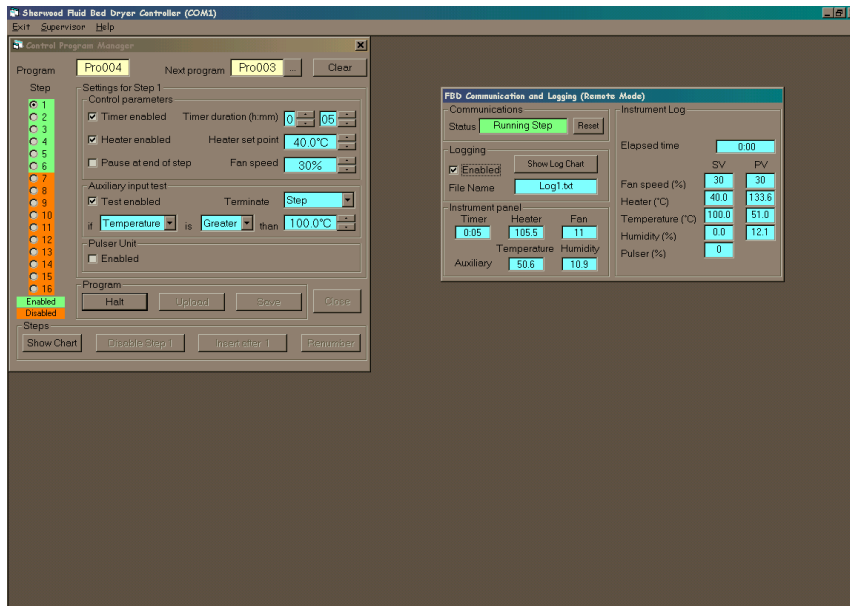 Sherwood Fluid Bed Dryer Controller (COM1)
Exit Supervisor Help
Control Program Manager
Program Pro004 Next program Pro003 ... Clear
Step
1
2
3
4
5
6
7
8
9
10
11
12
13
14
15
16
Enabled
Disabled
Settings for Step 1
Control parameters
Timer enabled Timer duration (h:mm) 0 05
Heater enabled Heater set point 40.0°C
Pause at end of step Fan speed 30%
Auxiliary input test
Test enabled Terminate Step
if Temperature is Greater than 100.0°C
Pulser Unit
Enabled
Program
Halt Upload Save Close
Steps
Show Chart Disable Step 1 Insert after 1 Renumber
FBD Communication and Logging (Remote Mode)
Communications
Status Running Step Reset
Logging
Enabled Show Log Chart
File Name Log1.txt
Instrument panel
Timer Heater Fan
0:05 105.5 11
Temperature Humidity
Auxiliary 50.6 10.9
Instrument Log
Elapsed time 0:00
SV PV
Fan speed (%) 30 30
Heater (°C) 40.0 133.6
Temperature (°C) 100.0 51.0
Humidity (%) 0.0 12.1
Pulser (%) 0